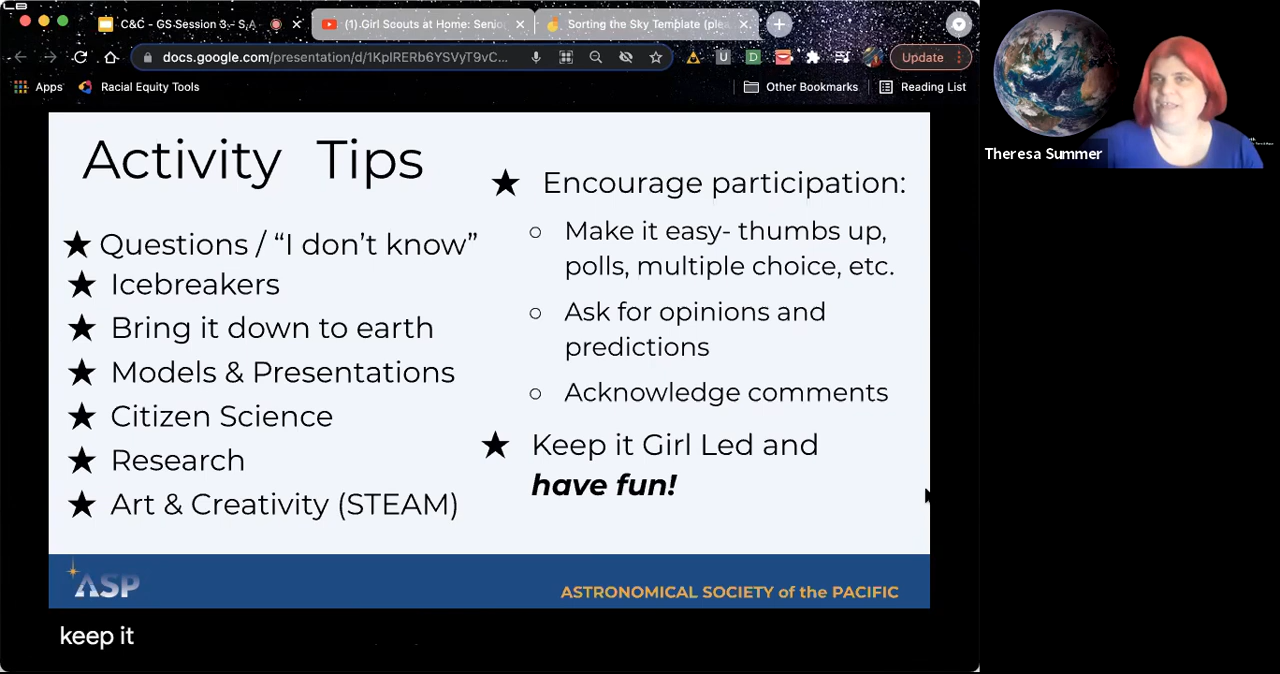 C&C - GS Session 3 - S.A
(1) Girl Scouts at Home: Senio
Sorting the Sky Template (ple
docs.google.com/presentation/d/1KplRERb6YSVyT9vC...
Update
Apps
Racial Equity Tools
Other Bookmarks
Reading List
Theresa Summer
Activity Tips
★ Questions / “I don’t know”
★ Icebreakers
★ Bring it down to earth
★ Models & Presentations
★ Citizen Science
★ Research
★ Art & Creativity (STEAM)
★ Encourage participation:
○ Make it easy- thumbs up,
polls, multiple choice, etc.
○ Ask for opinions and
predictions
○ Acknowledge comments
★ Keep it Girl Led and
have fun!
ASP
ASTRONOMICAL SOCIETY of the PACIFIC
keep it